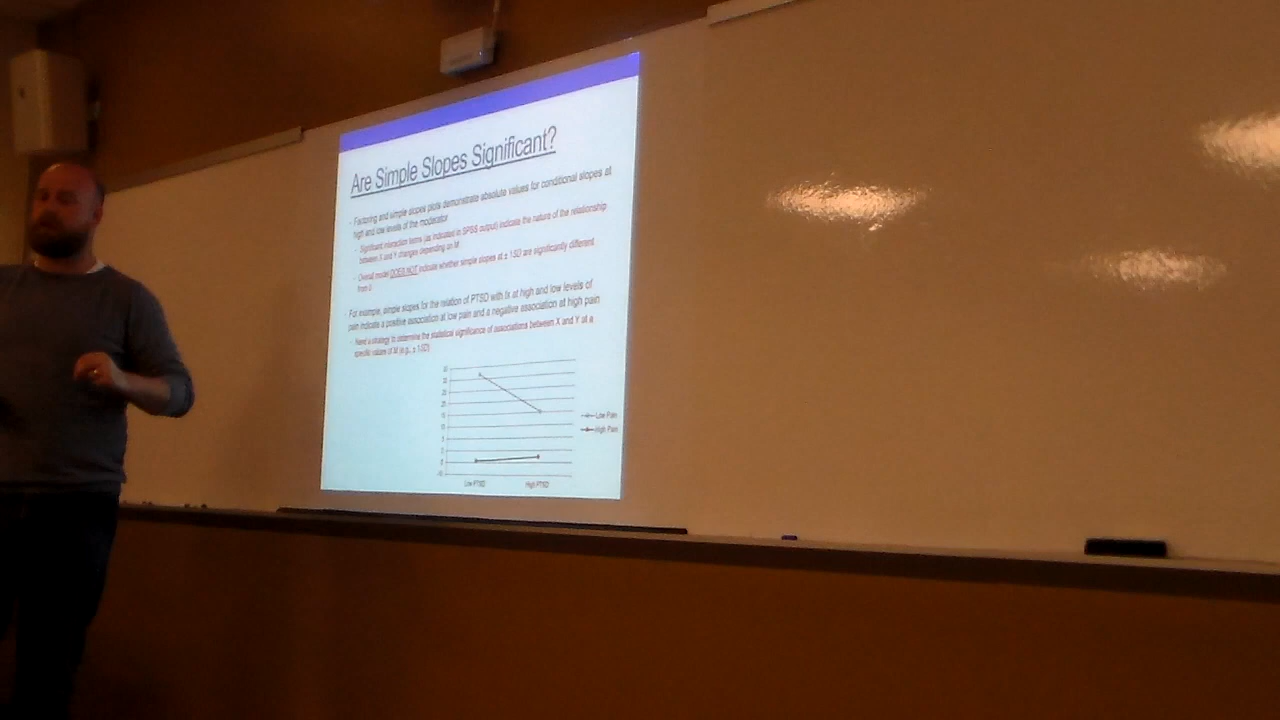 Are Simple Slopes Significant?
- Factoring and simple slopes plots demonstrate absolute values for conditional slopes at
high and low levels of the moderator
- Significant interaction terms (as indicated in SPSS output) indicate the nature of the relationship
between X and Y changes depending on M
- Overall model DOES NOT indicate whether simple slopes at ± 1SD are significantly different
from 0
For example, simple slopes for the relation of PTSD with at high and low levels of
pain indicate a positive association at low pain and a negative association at high pain
- Need a strategy to determine the statistical significance of associations between X and Y at a
specific values of M (e.g., ± 1SD)
Low Pain
High Pain
Low PTSD High PTSD